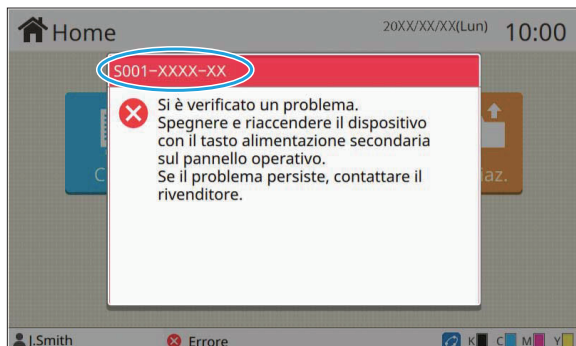 Home
20XX/XX/XX(Lun)
10:00
S001-XXXX-XX
Si è verificato un problema.
Spegnere e riaccendere il dispositivo
con il tasto alimentazione secondaria
sul pannello operativo.
Se il problema persiste, contattare il
rivenditore.
C
iaz.
J.Smith
Errore
K C M Y